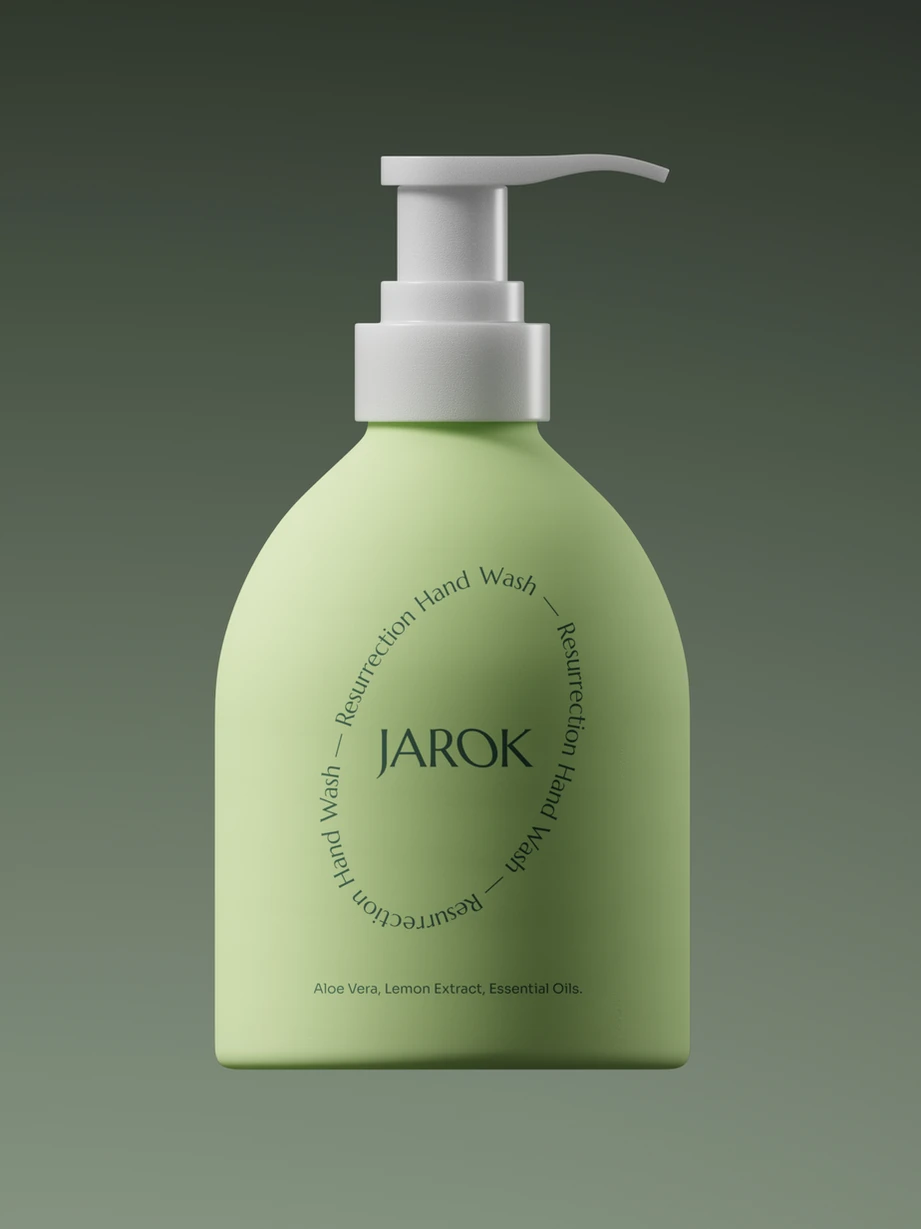 Resurrection Hand Wash — Resurrection Hand Wash — Resurrection Hand Wash —
JAROK
Aloe Vera, Lemon Extract, Essential Oils.